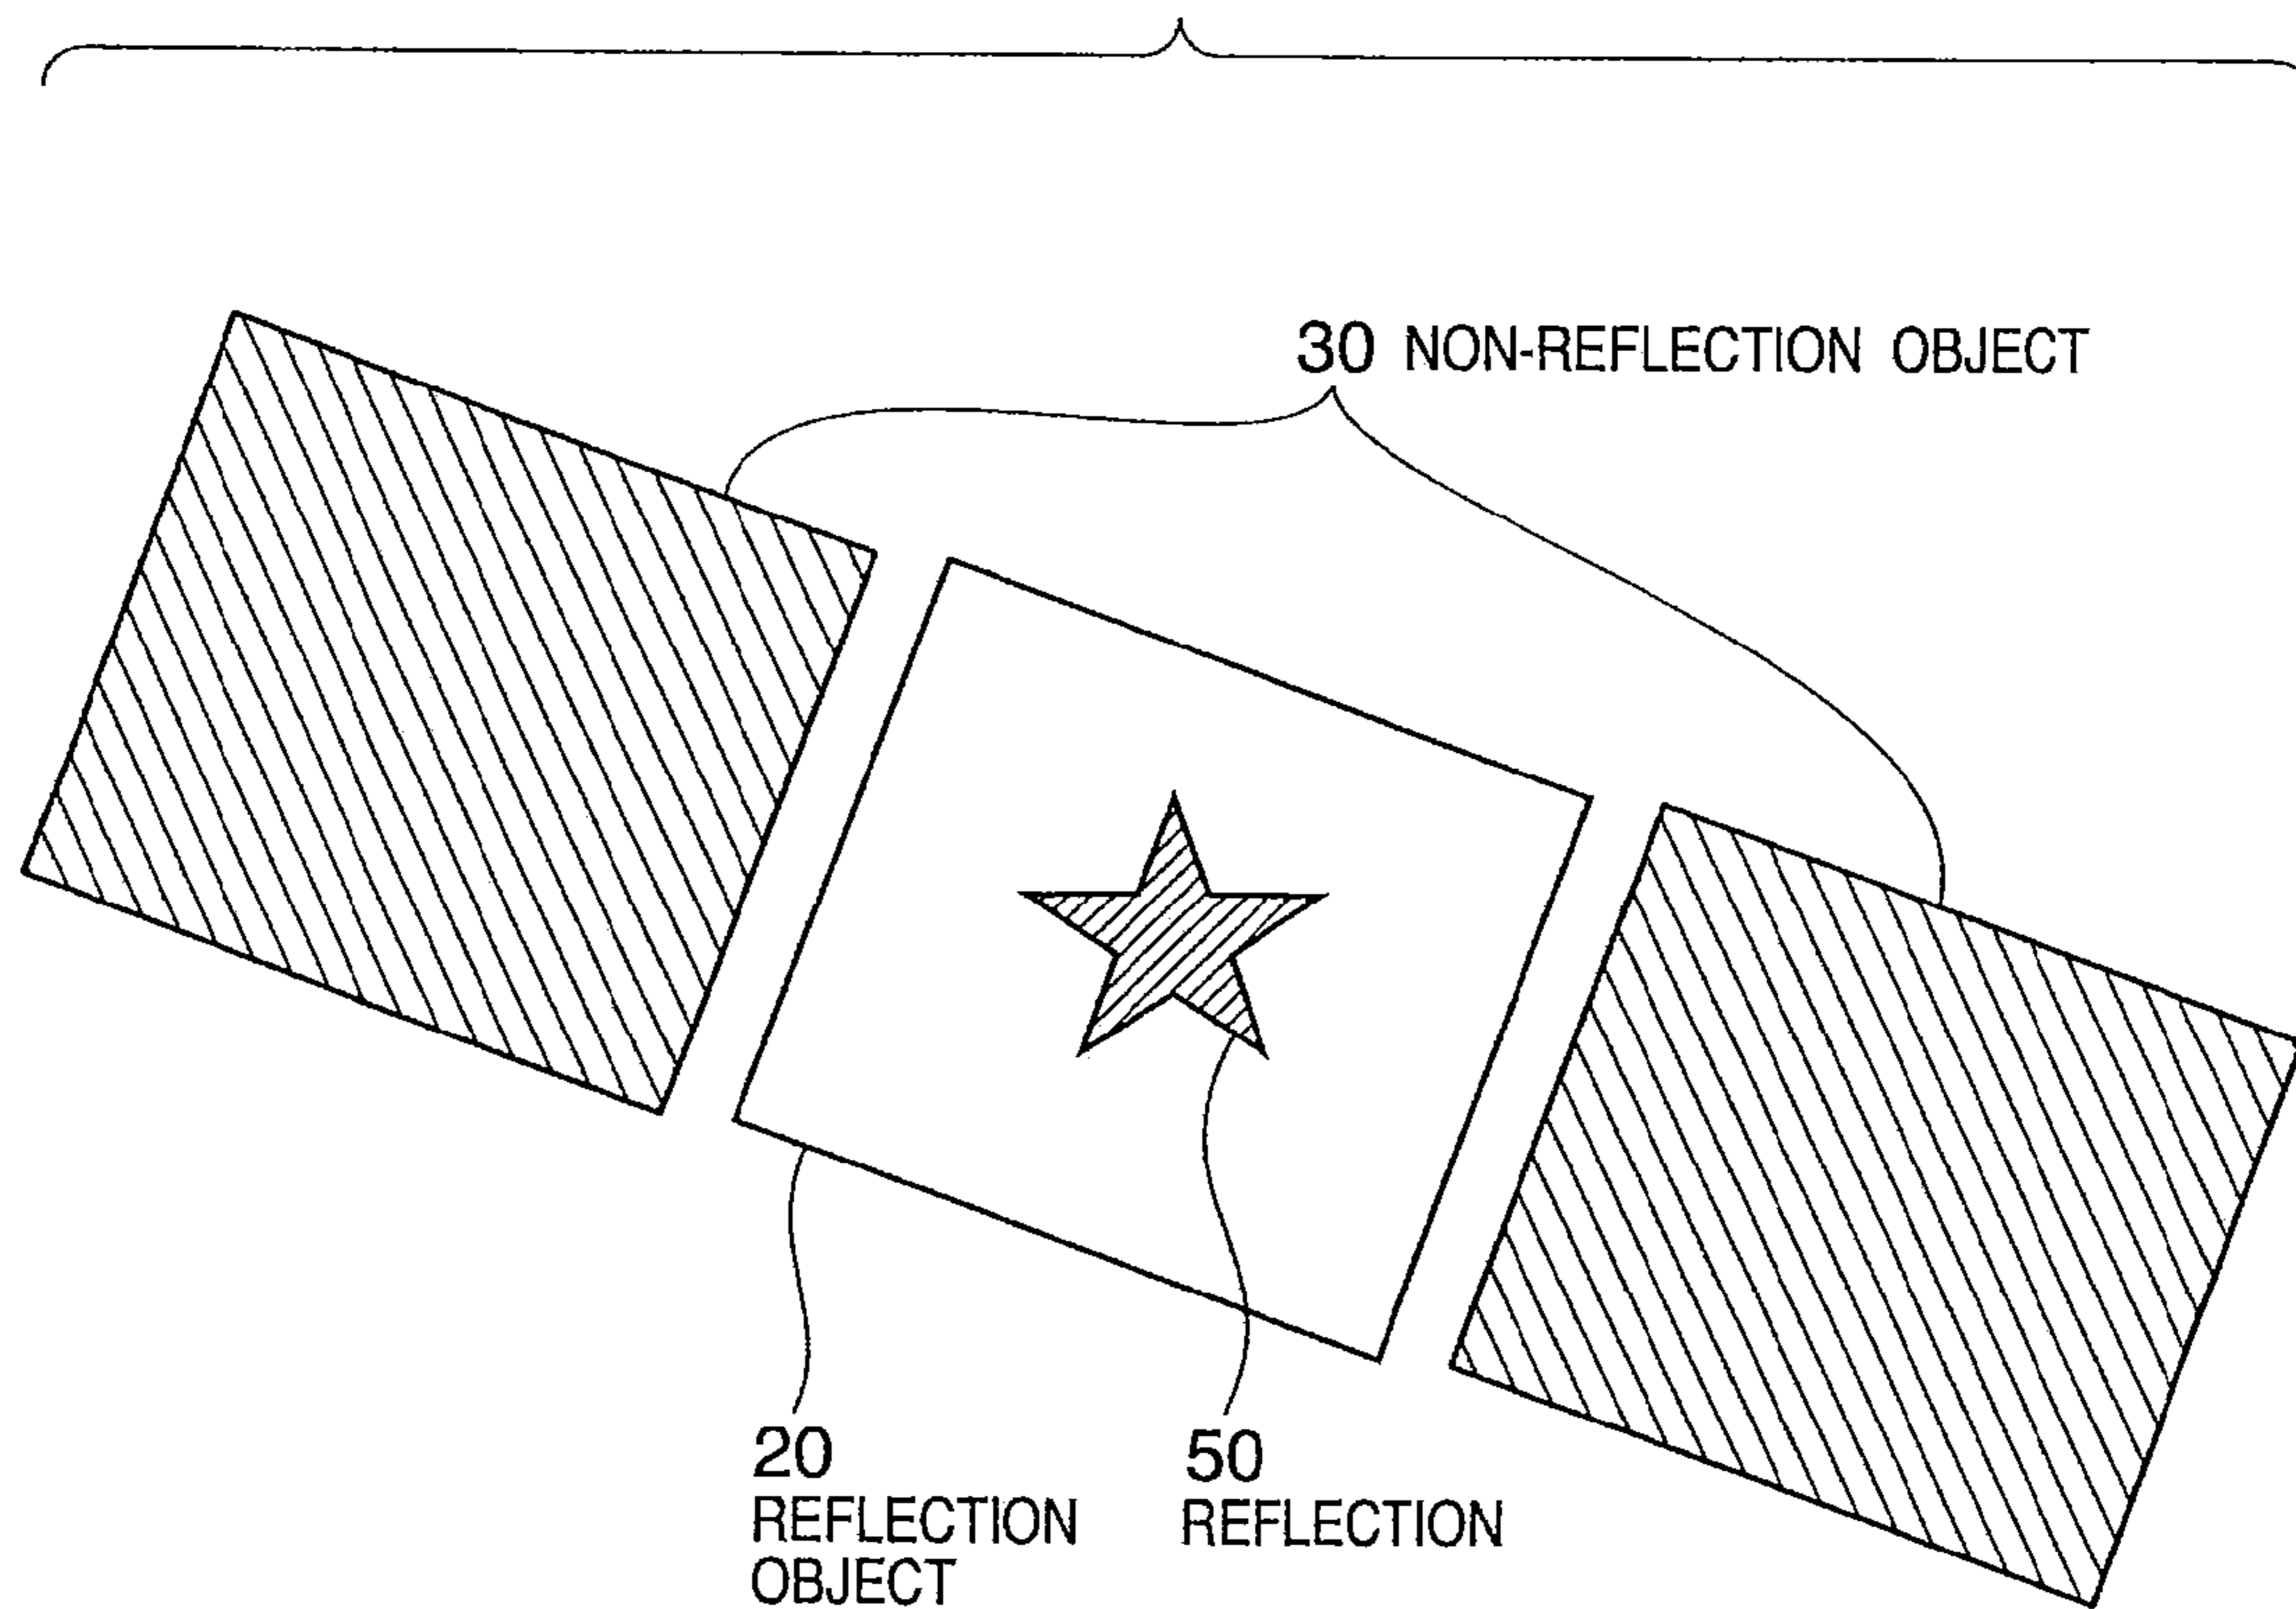 30 NON-REFLECTION OBJECT
20
REFLECTION
OBJECT
50
REFLECTION